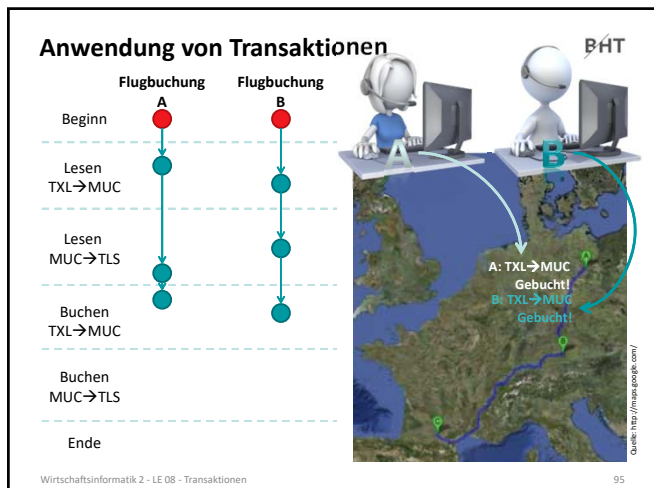 Anwendung von Transaktionen
BHT
Flugbuchung
A
Flugbuchung
B
Beginn
Lesen
TXL→MUC
Lesen
MUC→TLS
Buchen
TXL→MUC
Buchen
MUC→TLS
Ende
A
B
A: TXL→MUC
Gebucht!
B: TXL→MUC
Gebucht!
A
B
C
Quelle: http://maps.google.com/
Wirtschaftsinformatik 2 - LE 08 - Transaktionen
95